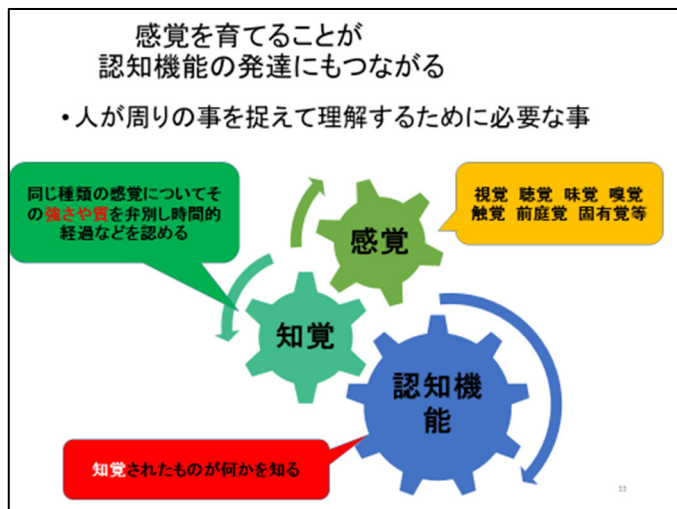 感覚を育てることが
認知機能の発達にもつながる
・人が周りの事を捉えて理解するために必要な事
同じ種類の感覚についてそ
の強さや質を弁別し時間的
経過などを認める
視覚 聴覚 味覚 嗅覚
触覚 前庭覚 固有覚等
感覚
知覚
認知機
能
知覚されたものが何かを知る
33